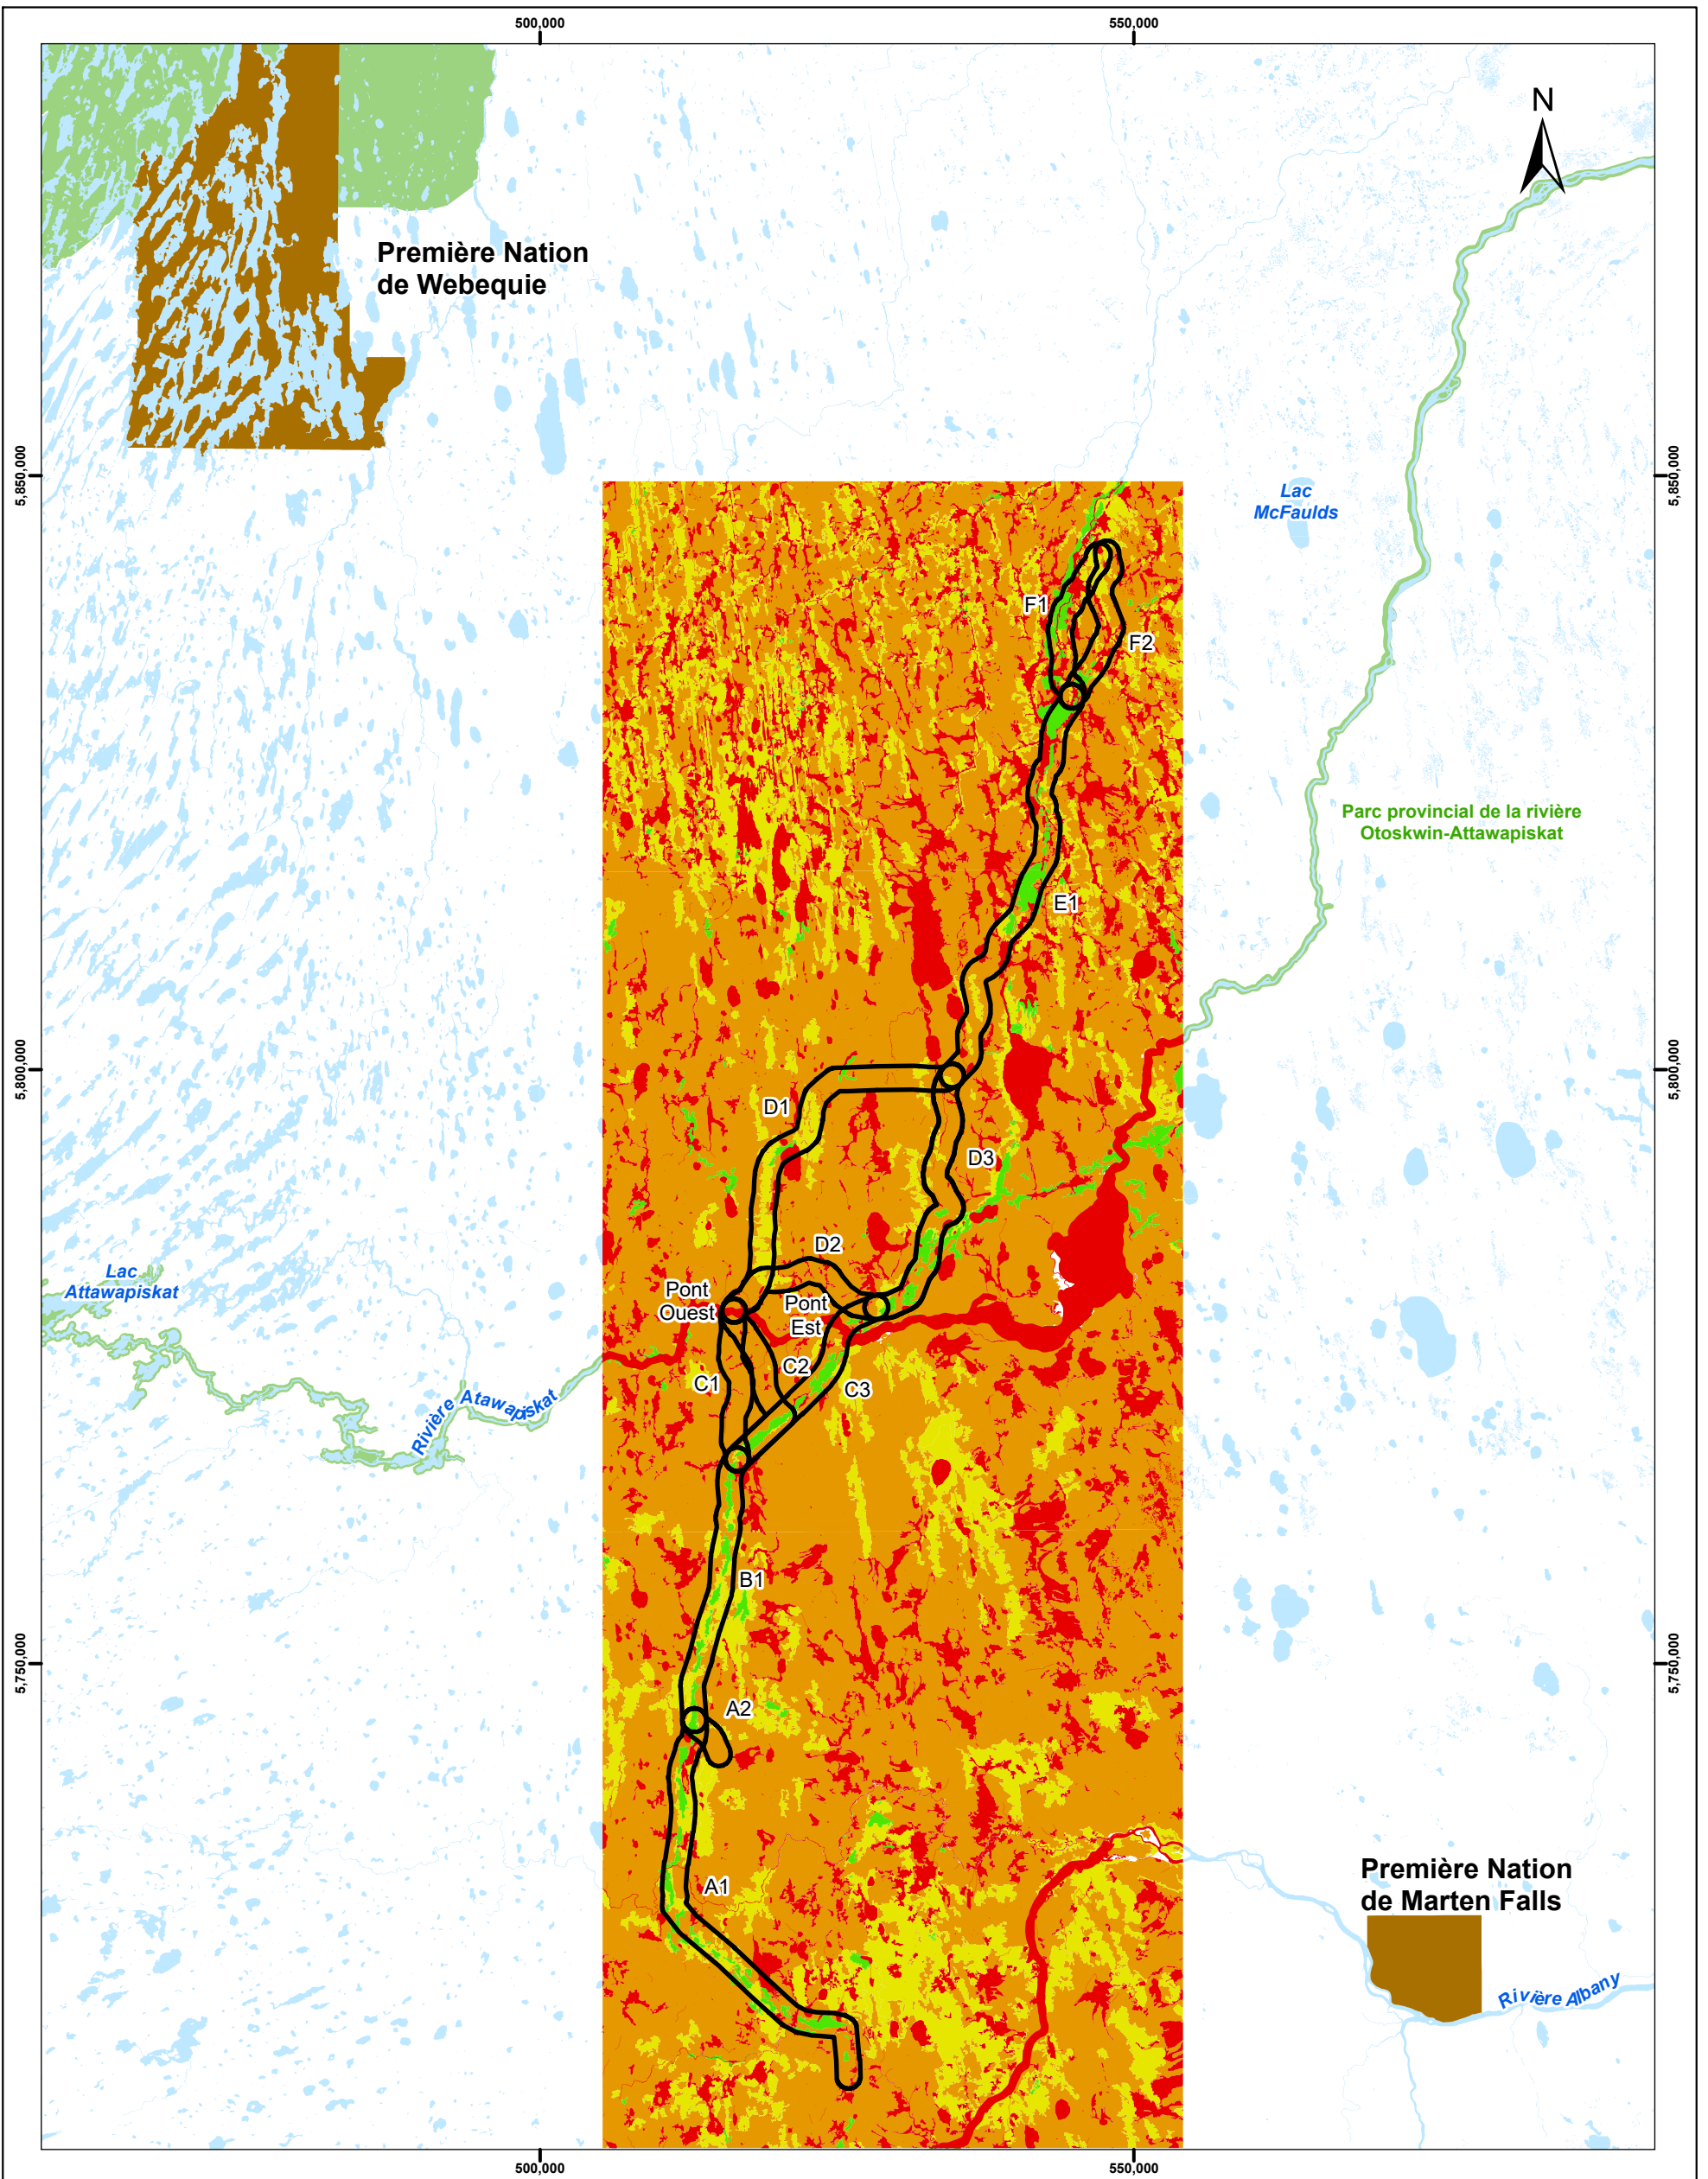 500,000
550,000
N
Première Nation
de Webequie
5,850,000
5,850,000
Lac
McFaulds
F1
F2
Parc provincial de la rivière
Otoskwin-Attawapiskat
E1
5,800,000
5,800,000
D1
D3
D2
Lac
Attawapiskat
Pont
Ouest
Pont
Est
C2
C1
C3
Rivière Atawapiskat
B1
5,750,000
5,750,000
A2
A1
Première Nation
de Marten Falls
Rivière Albany
500,000
550,000